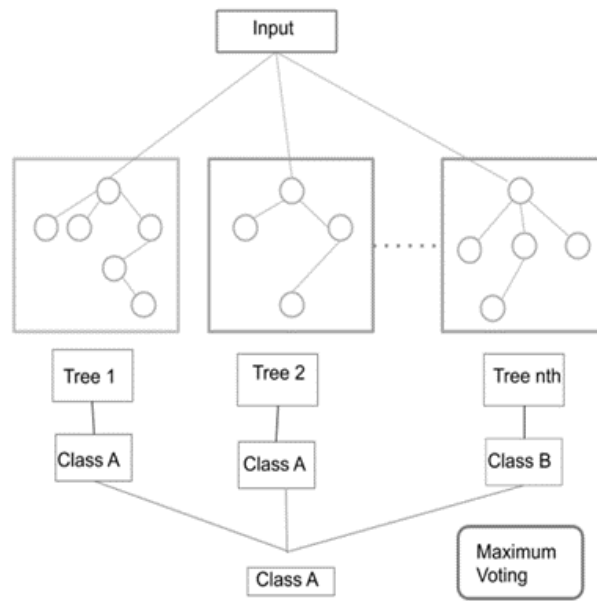 Input
Tree 1
Tree 2
Tree nth
Class A
Class A
Class B
Class A
Maximum
Voting